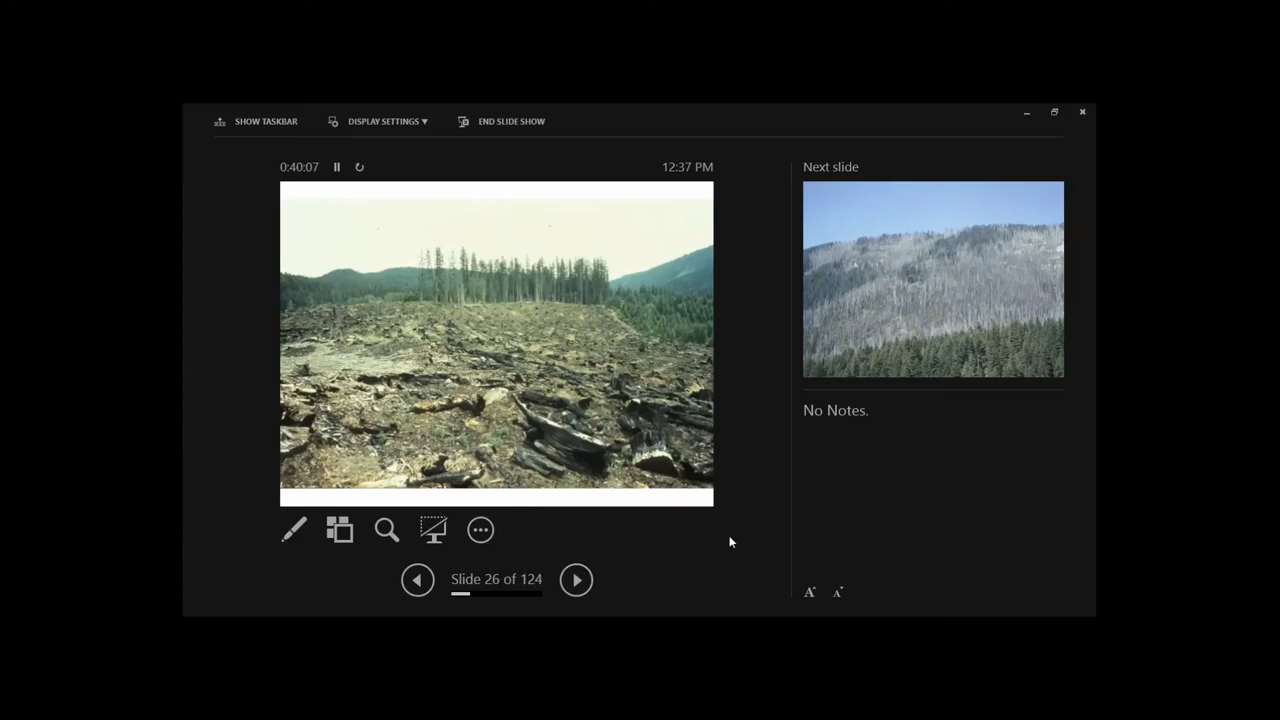 SHOW TASKBAR
DISPLAY SETTINGS ▼
END SLIDE SHOW
0:40:07
12:37 PM
Next slide
No Notes.
Slide 26 of 124
A
A